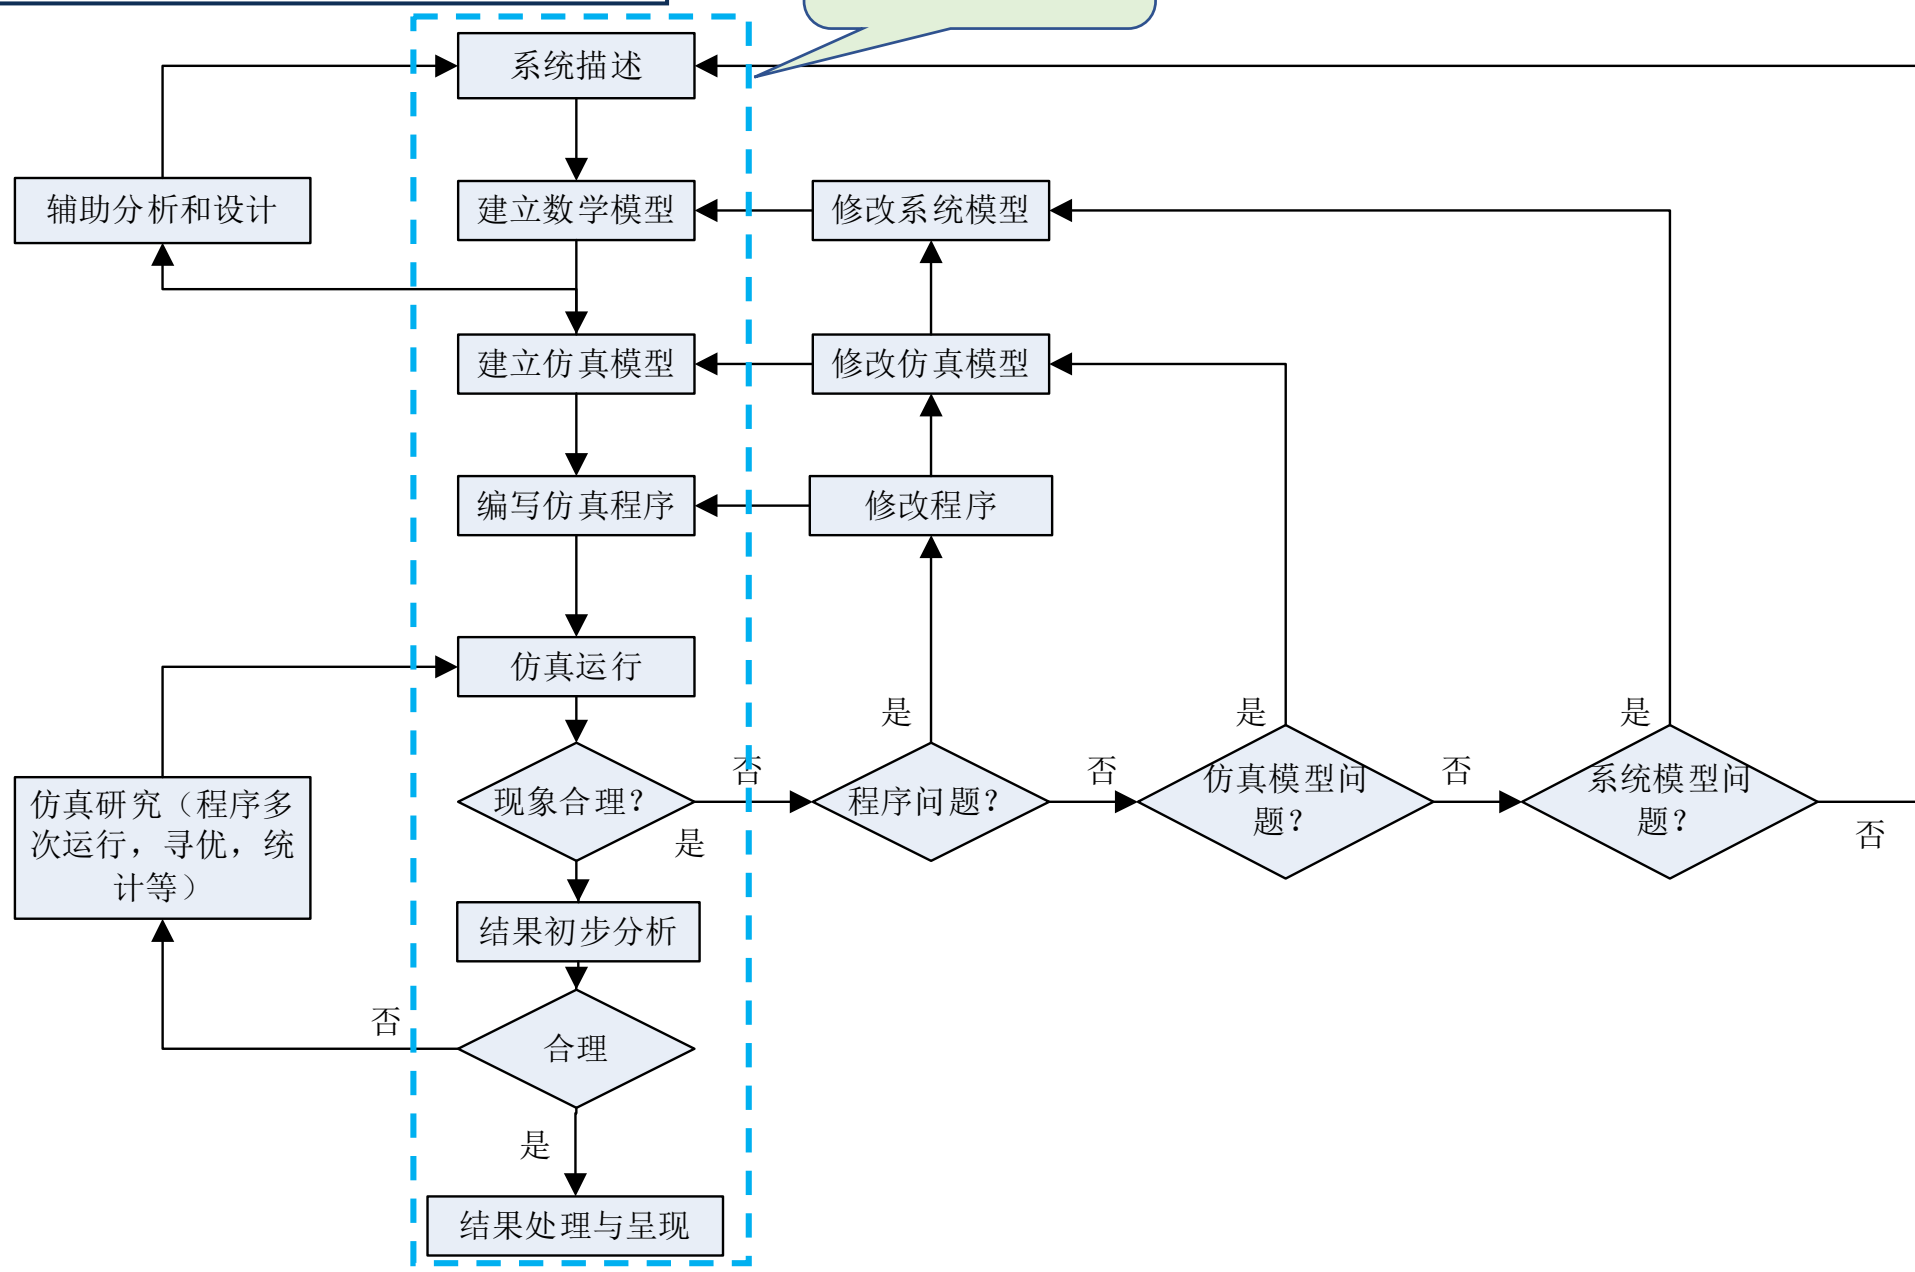 系统描述
辅助分析和设计
建立数学模型
修改系统模型
建立仿真模型
修改仿真模型
编写仿真程序
修改程序
仿真运行
是
是
是
否
否
否
仿真研究（程序多
次运行，寻优，统
计等）
现象合理？
程序问题？
仿真模型问
题？
系统模型问
题？
是
否
结果初步分析
否
合理
是
结果处理与呈现